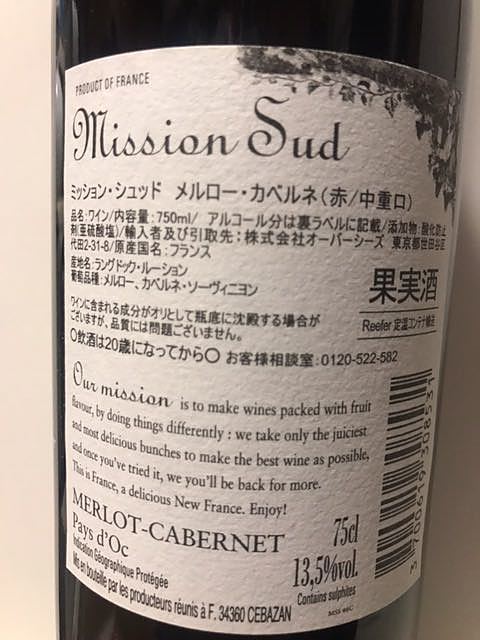 PRODUCT OF FRANCE
Mission Sud
ミッション・シュッド メルロー・カベルネ(赤/中重口)
品名:ワイン/内容量:750ml/ アルコール分は裏ラベルに記載/添加物:酸化防止
剤(亜硫酸塩)/輸入者及び引取先:株式会社オーバーシーズ 東京都世田谷区
代田2-31-8/原産国名:フランス
産地名:ラングドック・ルーション
葡萄品種:メルロー、カベルネ・ソーヴィニヨン
ワインに含まれる成分がオリとして瓶底に沈殿する場合が
ございますが、品質には問題ございません。
果実酒
Reefer 定温コンテナ輸送
〇飲酒は20歳になってから〇 お客様相談室:0120-522-582
Our mission is to make wines packed with fruit
flavour, by doing things differently : we take only the juiciest
and most delicious bunches to make the best wine as possible,
and once you've tried it, we you'll be back for more.
This is France, a delicious New France. Enjoy!
MERLOT-CABERNET
Pays d'Oc
Indication Géographique Protégée
Mis en bouteille par les producteurs réunis à F. 34360 CEBAZAN
75cl
13,5%vol.
Contains sulphites